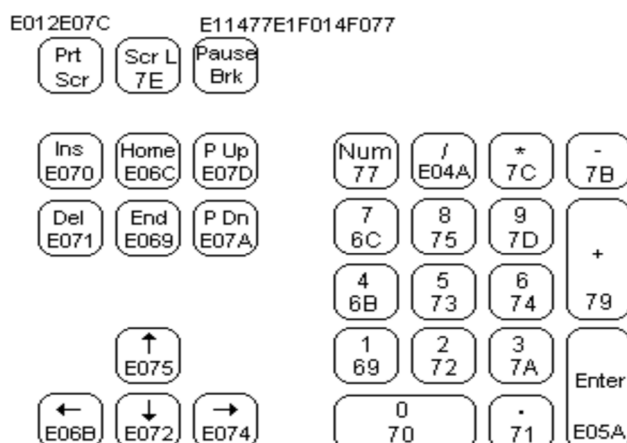 E012E07C E11477E1F014F077
Prt Scr L Pause
Scr 7E Brk
Ins Home P Up Num / * -
E070 E06C E07D 77 E04A 7C 7B
Del End P Dn 7 8 9
E071 E069 E07A 6C 75 7D
+
4 5 6
6B 73 74 79
↑ 1 2 3
E075 69 72 7A
Enter
← ↓ → 0 .
E06B E072 E074 70 71 E05A